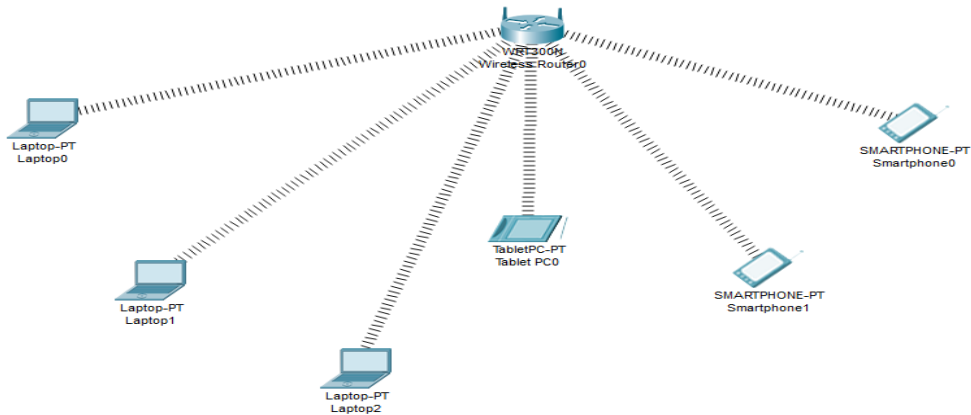 WRT300N
Wireless Router0
Laptop-PT
Laptop0
SMARTPHONE-PT
Smartphone0
TabletPC-PT
Tablet PC0
Laptop-PT
Laptop1
SMARTPHONE-PT
Smartphone1
Laptop-PT
Laptop2